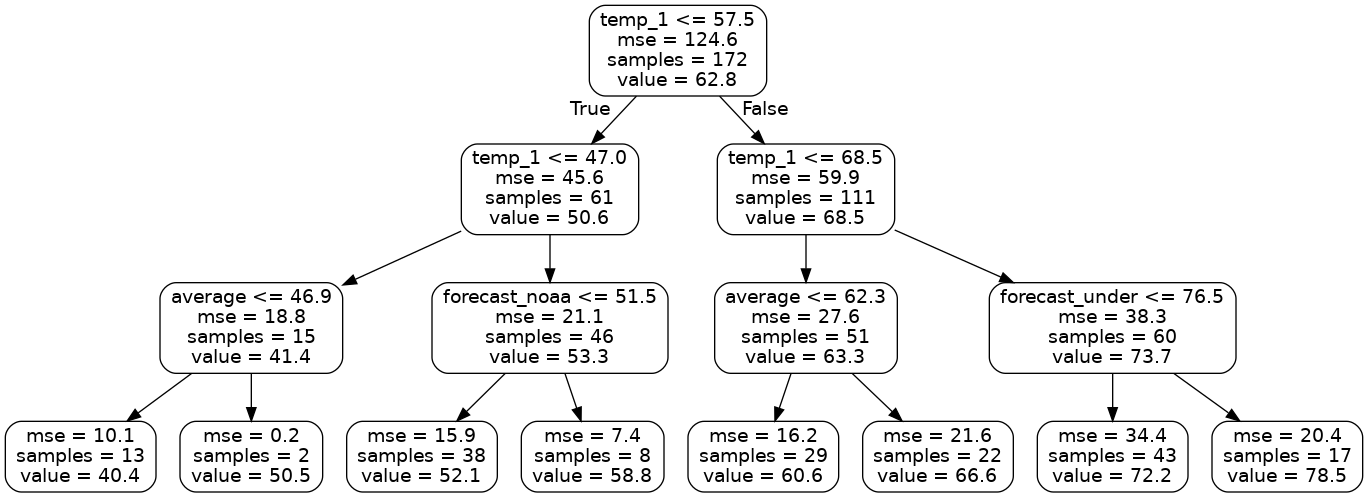 temp_1 <= 57.5
mse = 124.6
samples = 172
value = 62.8
True
False
temp_1 <= 47.0
mse = 45.6
samples = 61
value = 50.6
temp_1 <= 68.5
mse = 59.9
samples = 111
value = 68.5
average <= 46.9
mse = 18.8
samples = 15
value = 41.4
forecast_noaa <= 51.5
mse = 21.1
samples = 46
value = 53.3
average <= 62.3
mse = 27.6
samples = 51
value = 63.3
forecast_under <= 76.5
mse = 38.3
samples = 60
value = 73.7
mse = 10.1
samples = 13
value = 40.4
mse = 0.2
samples = 2
value = 50.5
mse = 15.9
samples = 38
value = 52.1
mse = 7.4
samples = 8
value = 58.8
mse = 16.2
samples = 29
value = 60.6
mse = 21.6
samples = 22
value = 66.6
mse = 34.4
samples = 43
value = 72.2
mse = 20.4
samples = 17
value = 78.5